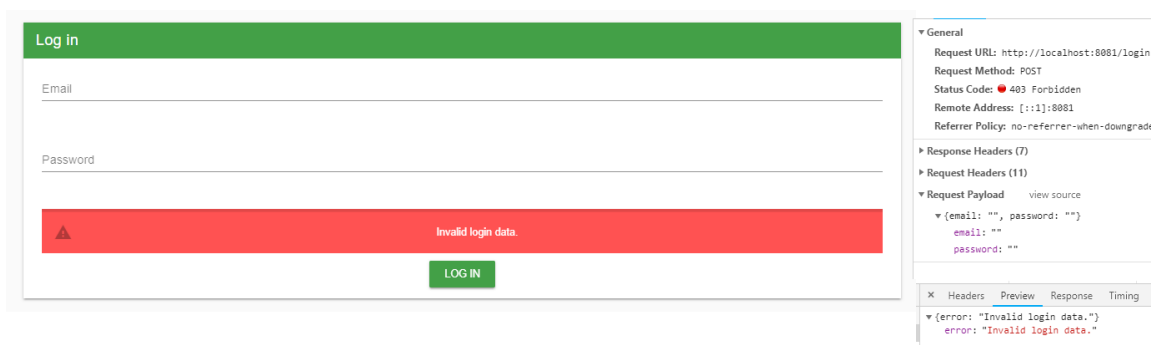 Log in
Email
Password
Invalid login data.
LOG IN
General
Request URL: http://localhost:8081/login
Request Method: POST
Status Code: 403 Forbidden
Remote Address: [::1]:8081
Referrer Policy: no-referrer-when-downgrade
Response Headers (7)
Request Headers (11)
Request Payload view source
{email: "", password: ""}
email: ""
password: ""
× Headers Preview Response Timing
{error: "Invalid login data."}
error: "Invalid login data."